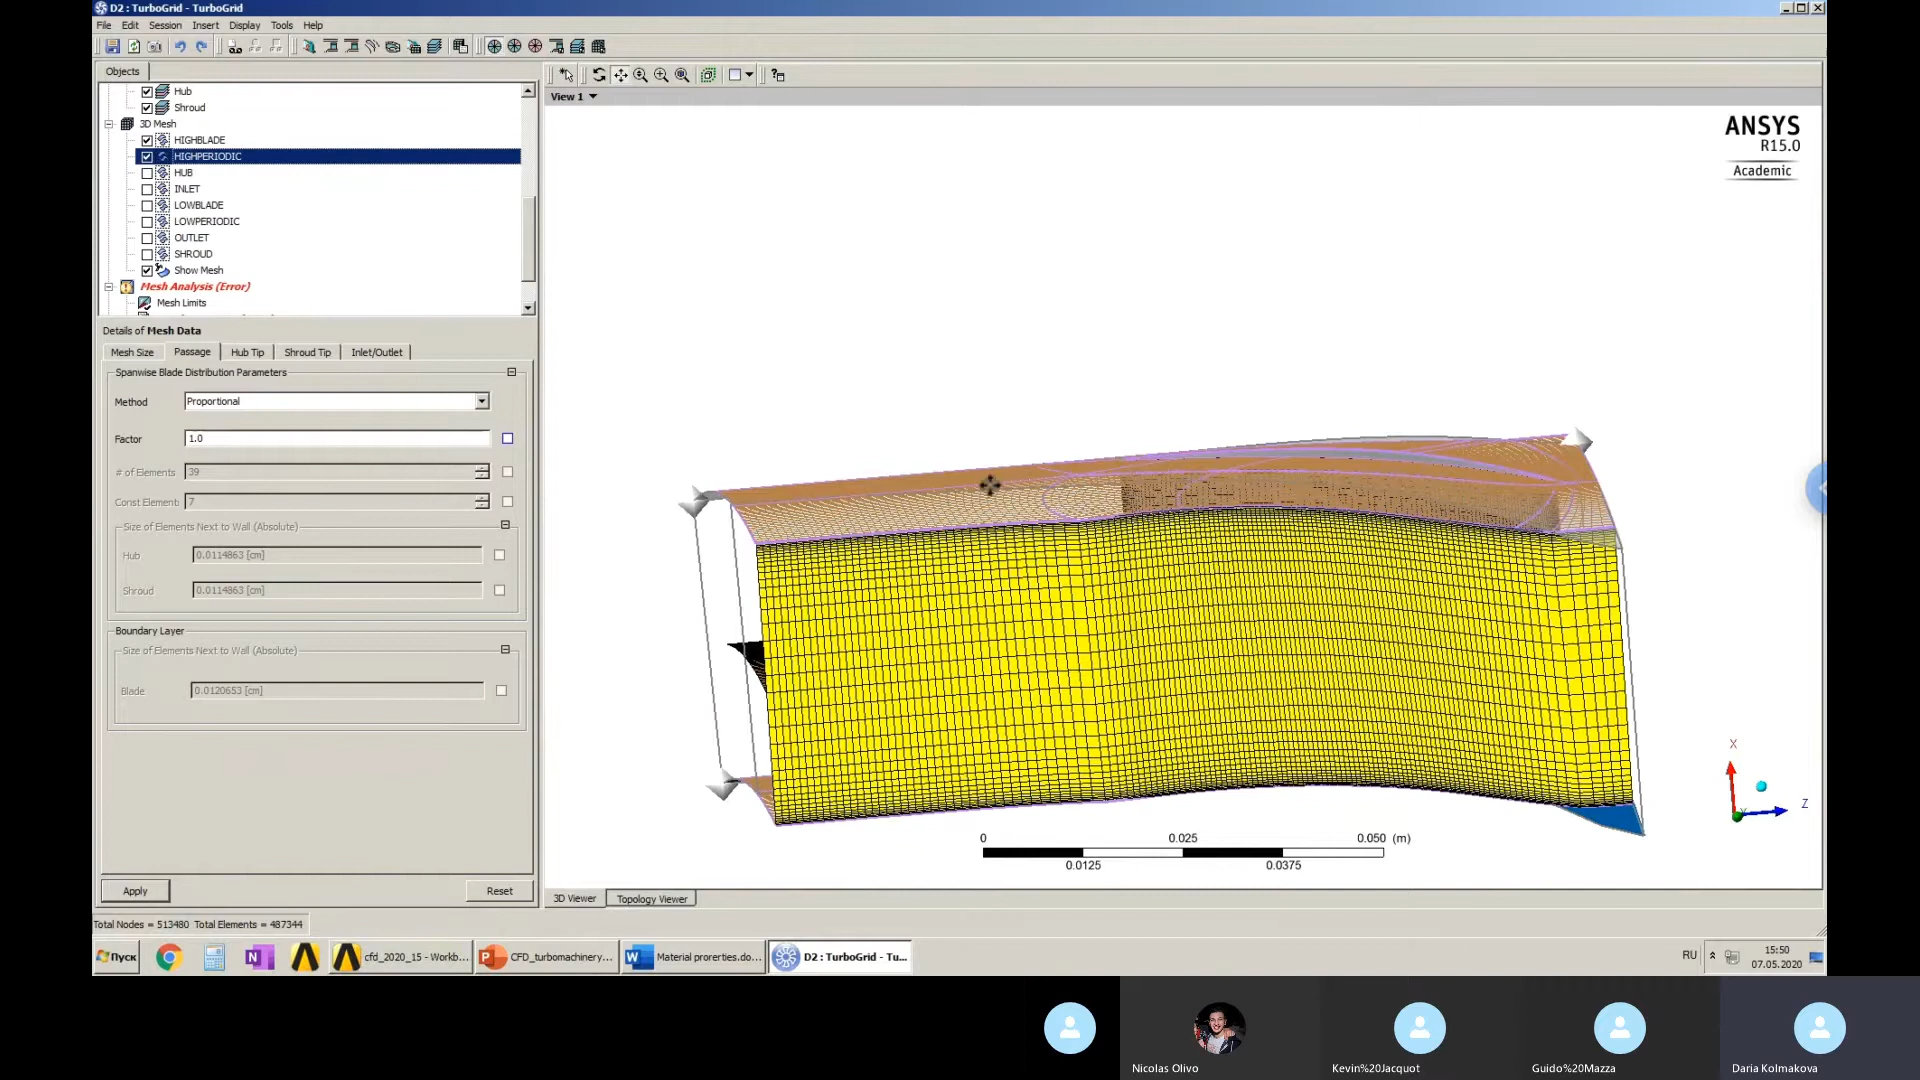 D2 : TurboGrid - TurboGrid
File Edit Session Insert Display Tools Help
Objects
Hub
Shroud
3D Mesh
HIGHBLADE
HIGHPERIODIC
HUB
INLET
LOWBLADE
LOWPERIODIC
OUTLET
SHROUD
Show Mesh
Mesh Analysis (Error)
Mesh Limits
Details of Mesh Data
Mesh Size Passage Hub Tip Shroud Tip Inlet/Outlet
Spanwise Blade Distribution Parameters
Method Proportional
Factor 1.0
# of Elements 39
Const Element: 7
Size of Elements Next to Wall (Absolute)
Hub 0.0114863 [cm]
Shroud 0.0114863 [cm]
Boundary Layer
Size of Elements Next to Wall (Absolute)
Blade 0.0120653 [cm]
Apply Reset
Total Nodes = 513480 Total Elements = 487344
View 1
ANSYS
R15.0
Academic
X
Y
Z
0 0.025 0.050 (m)
0.0125 0.0375
3D Viewer Topology Viewer
Пуск
cfd_2020_15 - Workb...
CFD_turbomachinery...
Material prorerties.do...
D2 : TurboGrid - Tu...
RU
15:50
07.05.2020
Nicolas Olivo
Kevin%20Jacquot
Guido%20Mazza
Daria Kolmakova